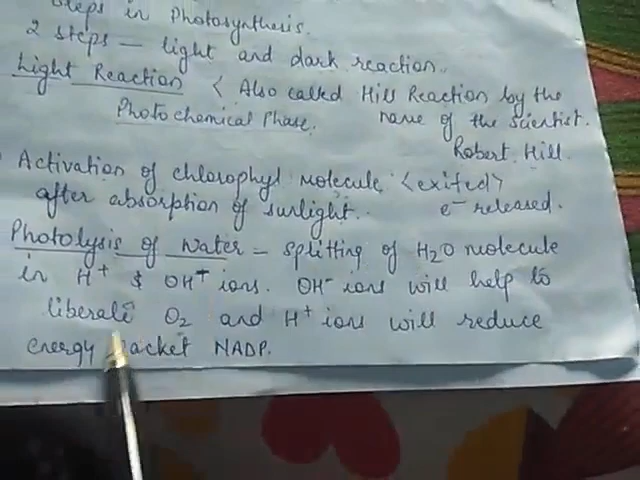 Steps in Photosynthesis.
2 steps — light and dark reaction.
Light Reaction < Also called Hill Reaction by the
Photochemical Phase. name of the scientist.
Robert Hill.
Activation of chlorophyl molecule <exited>
after absorption of sunlight. e⁻ released.
Photolysis of Water — splitting of H₂O molecule
in H⁺ & OH⁺ ions. OH⁻ ions will help to
liberate O₂ and H⁺ ions will reduce
energy packet NADP.